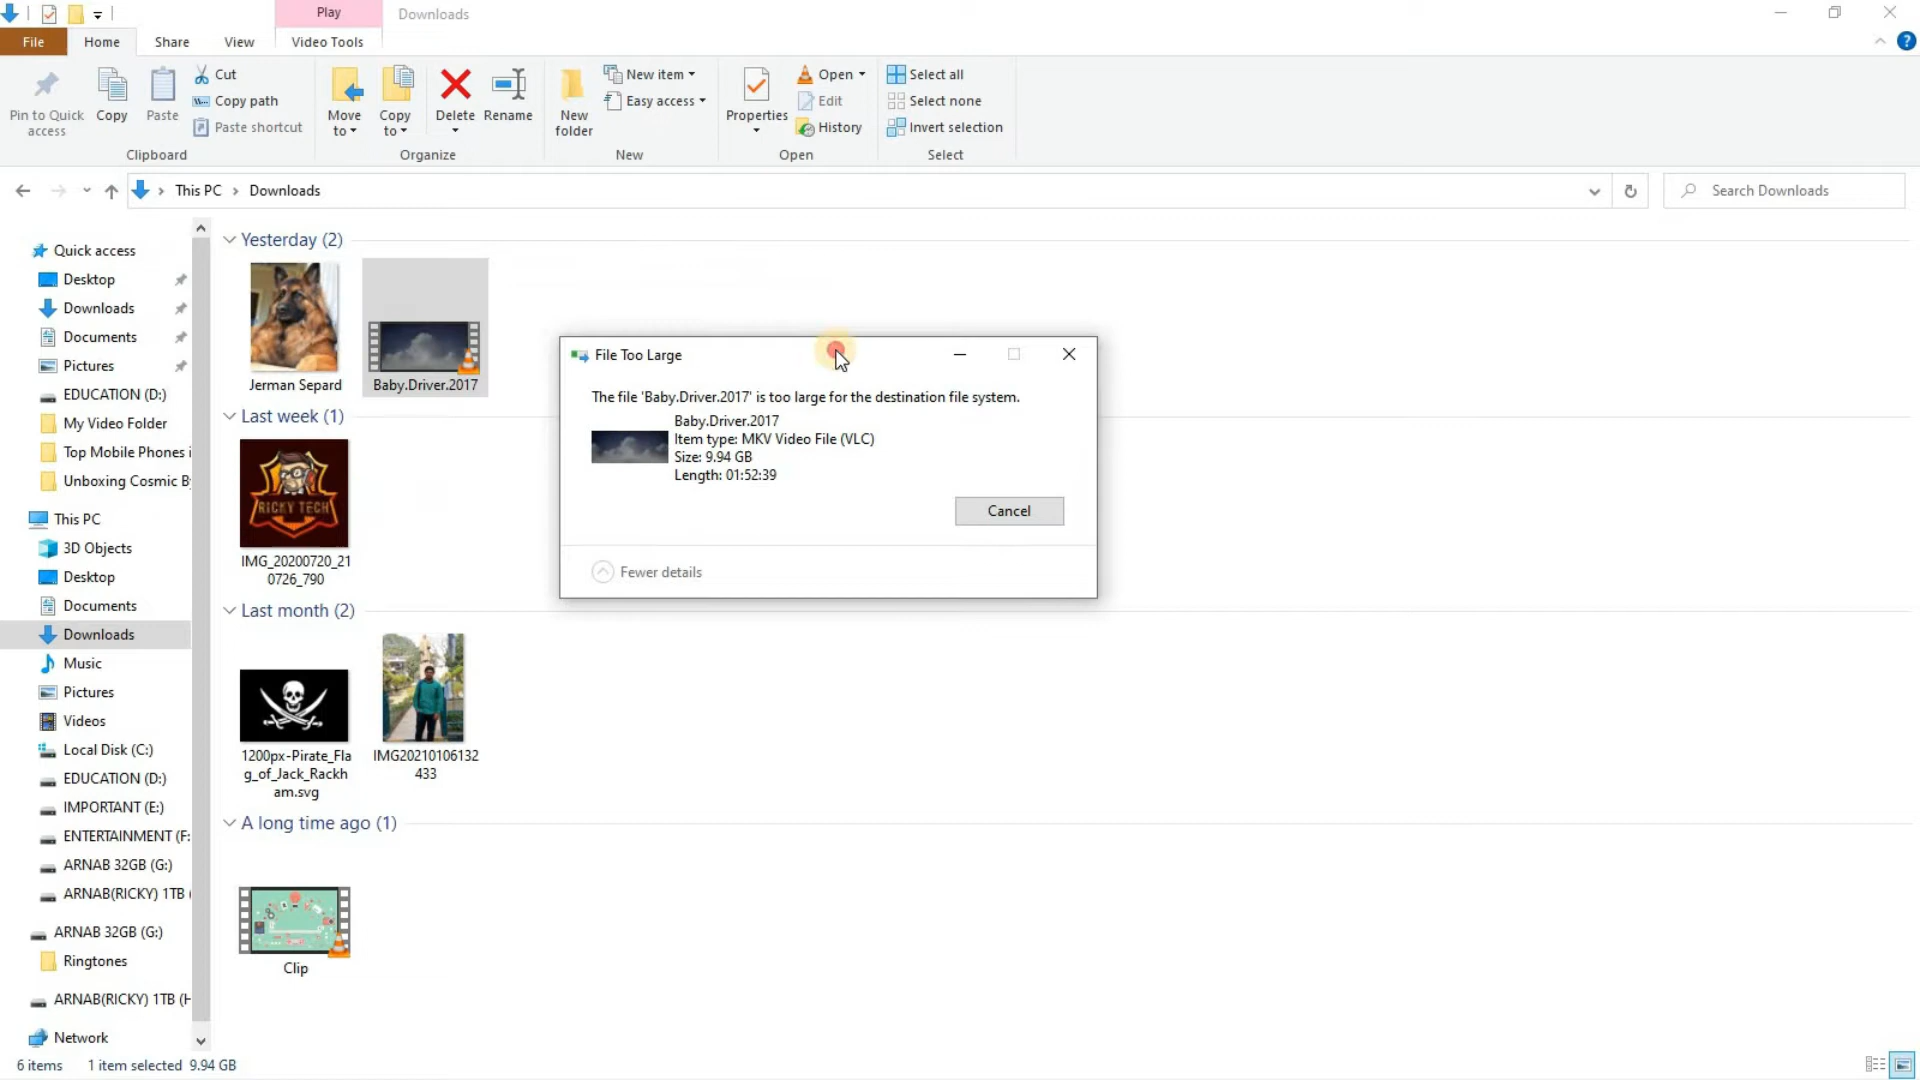 Play
Downloads
File
Home
Share
View
Video Tools
Pin to Quick
access
Copy
Paste
Cut
Copy path
Paste shortcut
Clipboard
Move
to
Copy
to
Delete
Rename
Organize
New
folder
New item
Easy access
New
Properties
Open
Edit
History
Open
Select all
Select none
Invert selection
Select
This PC
Downloads
Search Downloads
Quick access
Desktop
Downloads
Documents
Pictures
EDUCATION (D:)
My Video Folder
Top Mobile Phones i
Unboxing Cosmic B
This PC
3D Objects
Desktop
Documents
Downloads
Music
Pictures
Videos
Local Disk (C:)
EDUCATION (D:)
IMPORTANT (E:)
ENTERTAINMENT (F:
ARNAB 32GB (G:)
ARNAB(RICKY) 1TB (
ARNAB 32GB (G:)
Ringtones
ARNAB(RICKY) 1TB (H
Network
Yesterday (2)
Jerman Separd
Baby.Driver.2017
Last week (1)
RICKY TECH
IMG_20200720_21
0726_790
Last month (2)
1200px-Pirate_Fla
g_of_Jack_Rackh
am.svg
IMG20210106132
433
A long time ago (1)
Clip
File Too Large
The file 'Baby.Driver.2017' is too large for the destination file system.
Baby.Driver.2017
Item type: MKV Video File (VLC)
Size: 9.94 GB
Length: 01:52:39
Cancel
Fewer details
6 items
1 item selected 9.94 GB